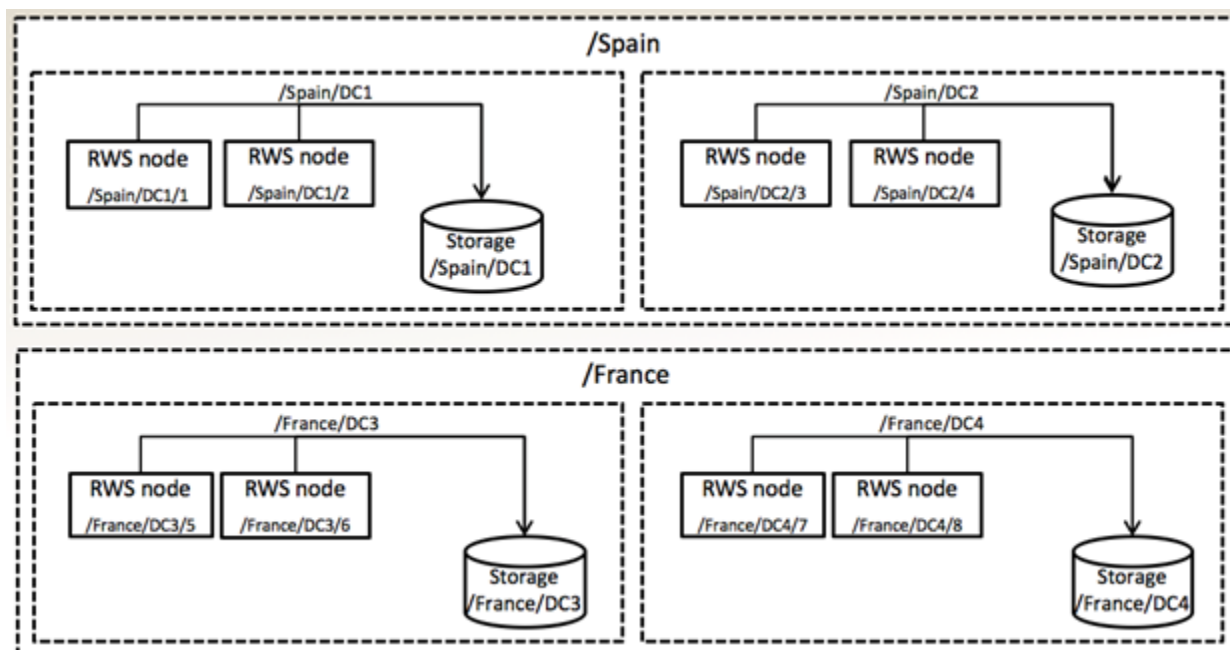 /Spain
/Spain/DC1
RWS node
/Spain/DC1/1
RWS node
/Spain/DC1/2
Storage
/Spain/DC1
/Spain/DC2
RWS node
/Spain/DC2/3
RWS node
/Spain/DC2/4
Storage
/Spain/DC2
/France
/France/DC3
RWS node
/France/DC3/5
RWS node
/France/DC3/6
Storage
/France/DC3
/France/DC4
RWS node
/France/DC4/7
RWS node
/France/DC4/8
Storage
/France/DC4